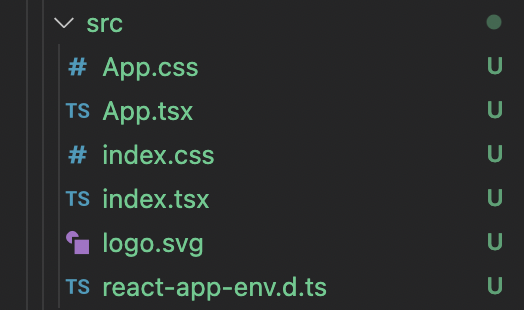 src
# App.css U
TS App.tsx U
# index.css U
TS index.tsx U
logo.svg U
TS react-app-env.d.ts U